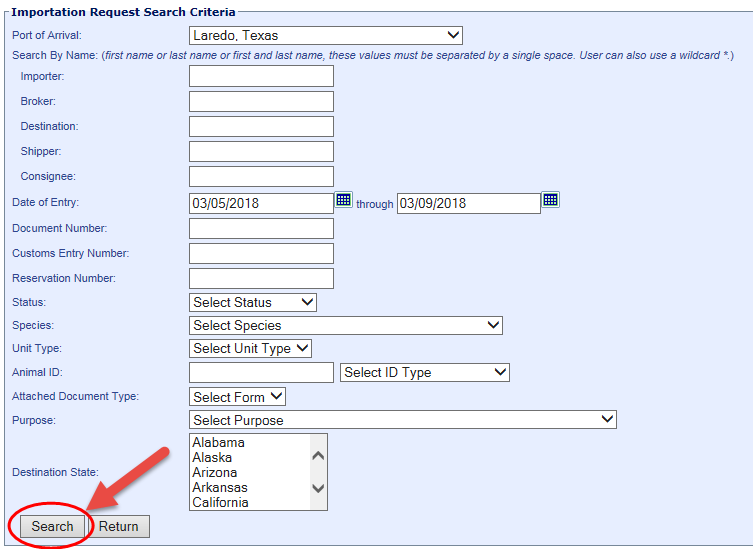 Importation Request Search Criteria
Port of Arrival: Laredo, Texas
Search By Name: (first name or last name or first and last name, these values must be separated by a single space. User can also use a wildcard *.)
Importer:
Broker:
Destination:
Shipper:
Consignee:
Date of Entry: 03/05/2018 through 03/09/2018
Document Number:
Customs Entry Number:
Reservation Number:
Status: Select Status
Species: Select Species
Unit Type: Select Unit Type
Animal ID: Select ID Type
Attached Document Type: Select Form
Purpose: Select Purpose
Destination State:
Alabama
Alaska
Arizona
Arkansas
California
Search Return